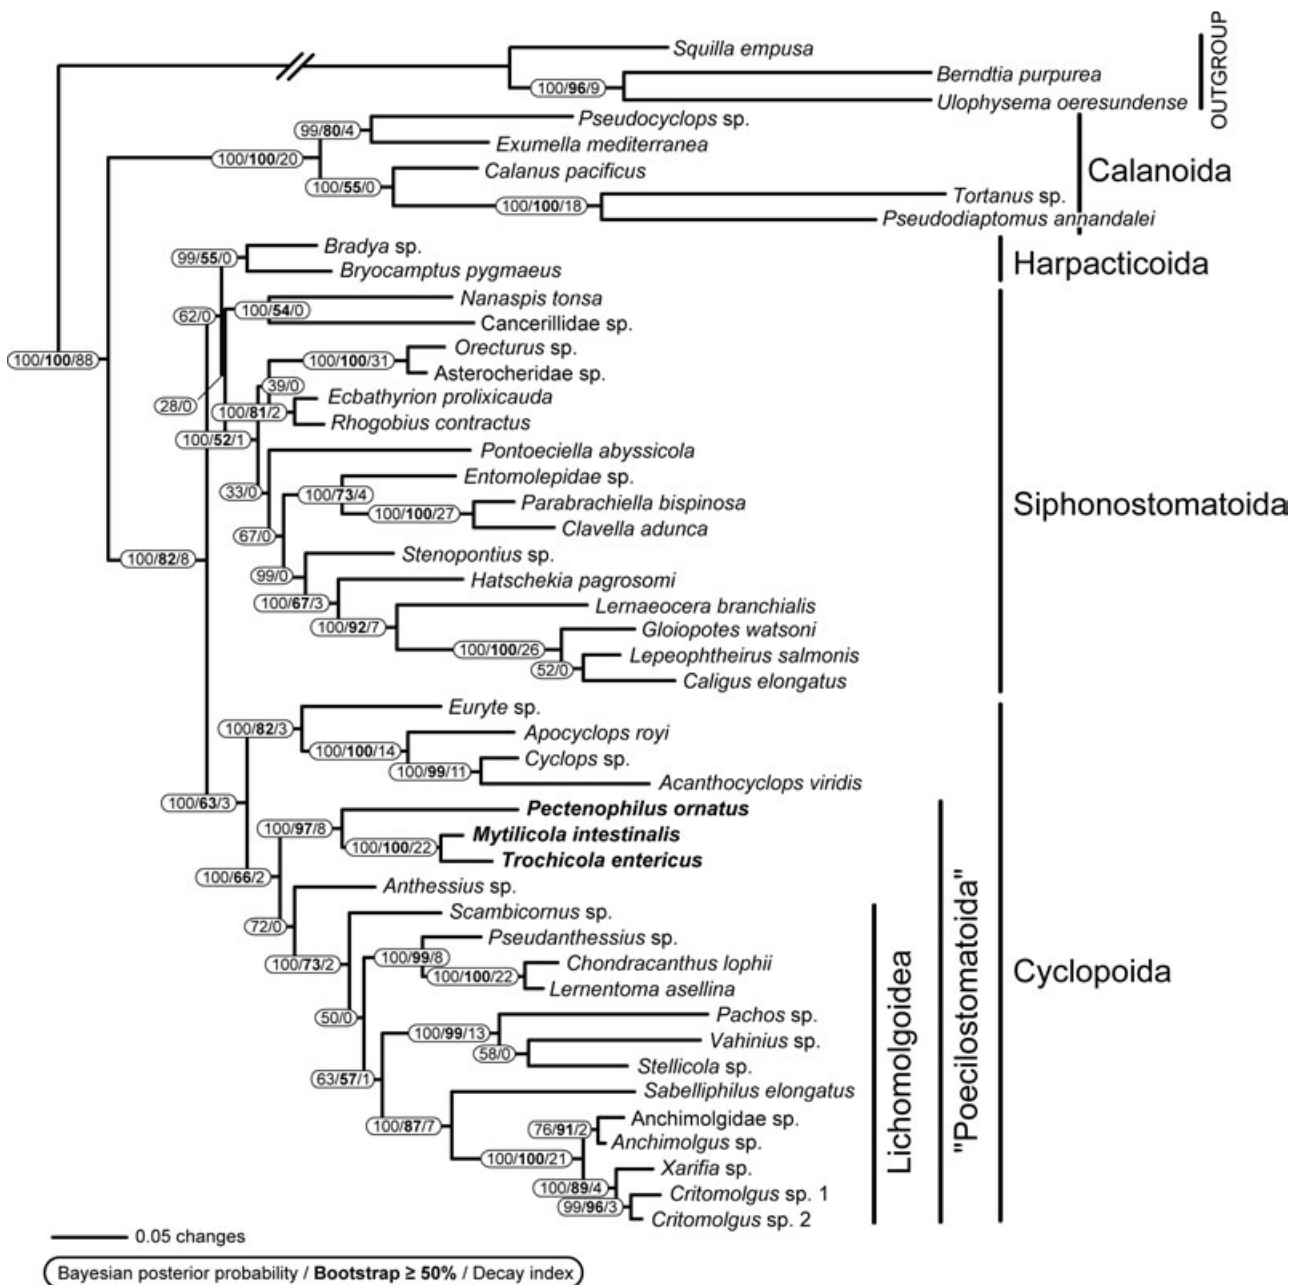 Squilla empusa
100/96/9
Berndtia purpurea
Ulophysema oeresundense
OUTGROUP
99/80/4
Pseudocyclops sp.
100/100/20
Exumella mediterranea
Calanus pacificus
100/55/0
Calanoida
Tortanus sp.
100/100/18
Pseudodiaptomus annandalei
Bradya sp.
99/55/0
Harpacticoida
Bryocamptus pygmaeus
Nanaspis tonsa
100/54/0
62/0
Cancerillidae sp.
Orecturus sp.
100/100/88
100/100/31
Asterocheridae sp.
39/0
Ecbathyrion prolixicauda
28/0
100/81/2
Rhogobius contractus
100/52/1
Pontoeciella abyssicola
Entomolepidae sp.
33/0
100/73/4
Parabrachiella bispinosa
Siphonostomatoida
100/100/27
Clavella adunca
67/0
Stenopontius sp.
100/82/8
99/0
Hatschekia pagrosomi
100/67/3
Lernaeocera branchialis
100/92/7
Gloiopotes watsoni
100/100/26
Lepeophtheirus salmonis
52/0
Caligus elongatus
Euryte sp.
100/82/3
Apocyclops royi
100/100/14
Cyclops sp.
100/99/11
Acanthocyclops viridis
100/63/3
Pectenophilus ornatus
100/97/8
Mytilicola intestinalis
100/100/22
Trochicola entericus
100/66/2
Anthessius sp.
Scambicornus sp.
72/0
Pseudanthessius sp.
100/99/8
100/73/2
Chondracanthus lophii
100/100/22
Lernentoma asellina
Cyclopoida
"Poecilostomatoida"
Lichomolgoidea
50/0
Pachos sp.
100/99/13
Vahinius sp.
58/0
Stellicola sp.
63/57/1
Sabelliphilus elongatus
100/87/7
Anchimolgidae sp.
76/91/2
Anchimolgus sp.
100/100/21
Xarifia sp.
100/89/4
Critomolgus sp. 1
99/96/3
Critomolgus sp. 2
0.05 changes
Bayesian posterior probability / Bootstrap ≥ 50% / Decay index